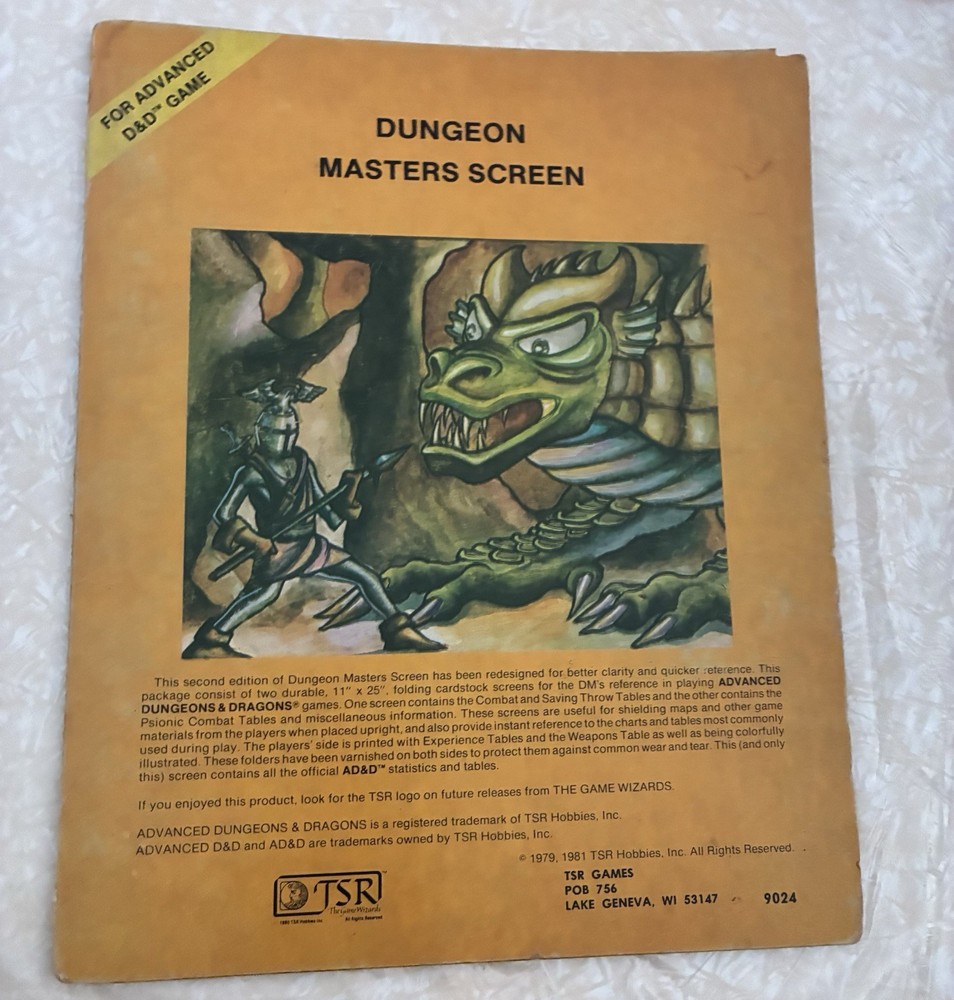 FOR ADVANCED
D&D™ GAME
DUNGEON
MASTERS SCREEN
This second edition of Dungeon Masters Screen has been redesigned for better clarity and quicker reference. This
package consist of two durable, 11" x 25", folding cardstock screens for the DM's reference in playing ADVANCED
DUNGEONS & DRAGONS® games. One screen contains the Combat and Saving Throw Tables and the other contains the
Psionic Combat Tables and miscellaneous information. These screens are useful for shielding maps and other game
materials from the players when placed upright, and also provide instant reference to the charts and tables most commonly
used during play. The players' side is printed with Experience Tables and the Weapons Table as well as being colorfully
illustrated. These folders have been varnished on both sides to protect them against common wear and tear. This (and only
this) screen contains all the official AD&D™ statistics and tables.
If you enjoyed this product, look for the TSR logo on future releases from THE GAME WIZARDS.
ADVANCED DUNGEONS & DRAGONS is a registered trademark of TSR Hobbies, Inc.
ADVANCED D&D and AD&D are trademarks owned by TSR Hobbies, Inc.
© 1979, 1981 TSR Hobbies, Inc. All Rights Reserved.
TSR™
The Game Wizards
1980 TSR Hobbies Inc. All Rights Reserved
TSR GAMES
POB 756
LAKE GENEVA, WI 53147
9024